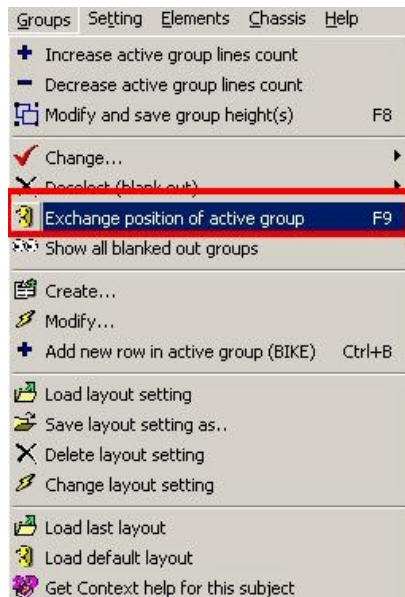 Groups Setting Elements Chassis Help
Increase active group lines count
Decrease active group lines count
Modify and save group height(s) F8
Change...
Deselect (blank out)
Exchange position of active group F9
Show all blanked out groups
Create...
Modify...
Add new row in active group (BIKE) Ctrl+B
Load layout setting
Save layout setting as..
Delete layout setting
Change layout setting
Load last layout
Load default layout
Get Context help for this subject